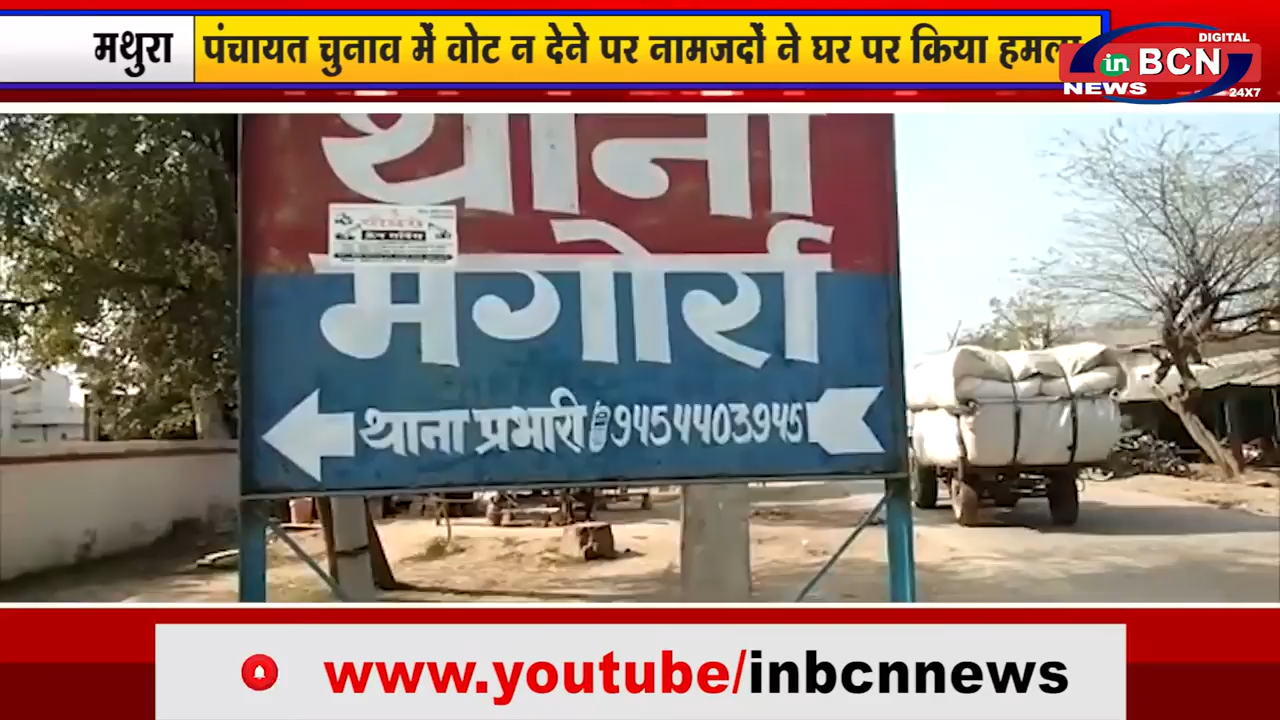 मथुरा पंचायत चुनाव में वोट न देने पर नामजदों ने घर पर किया हमला
DIGITAL
in BCN
NEWS 24X7
थाना
मगोर्रा
थाना प्रभारी 9454403945
www.youtube/inbcnnews